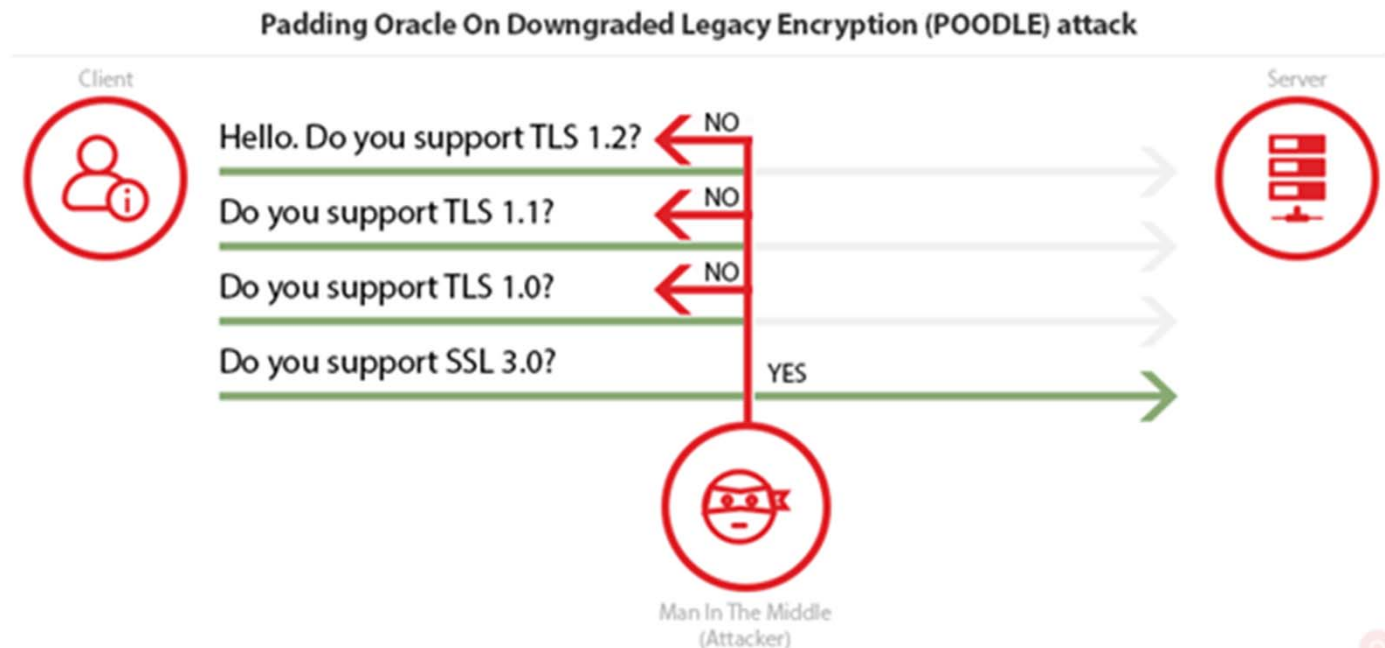 Padding Oracle On Downgraded Legacy Encryption (POODLE) attack
Client
Server
Hello. Do you support TLS 1.2?
NO
Do you support TLS 1.1?
NO
Do you support TLS 1.0?
NO
Do you support SSL 3.0?
YES
Man In The Middle
(Attacker)